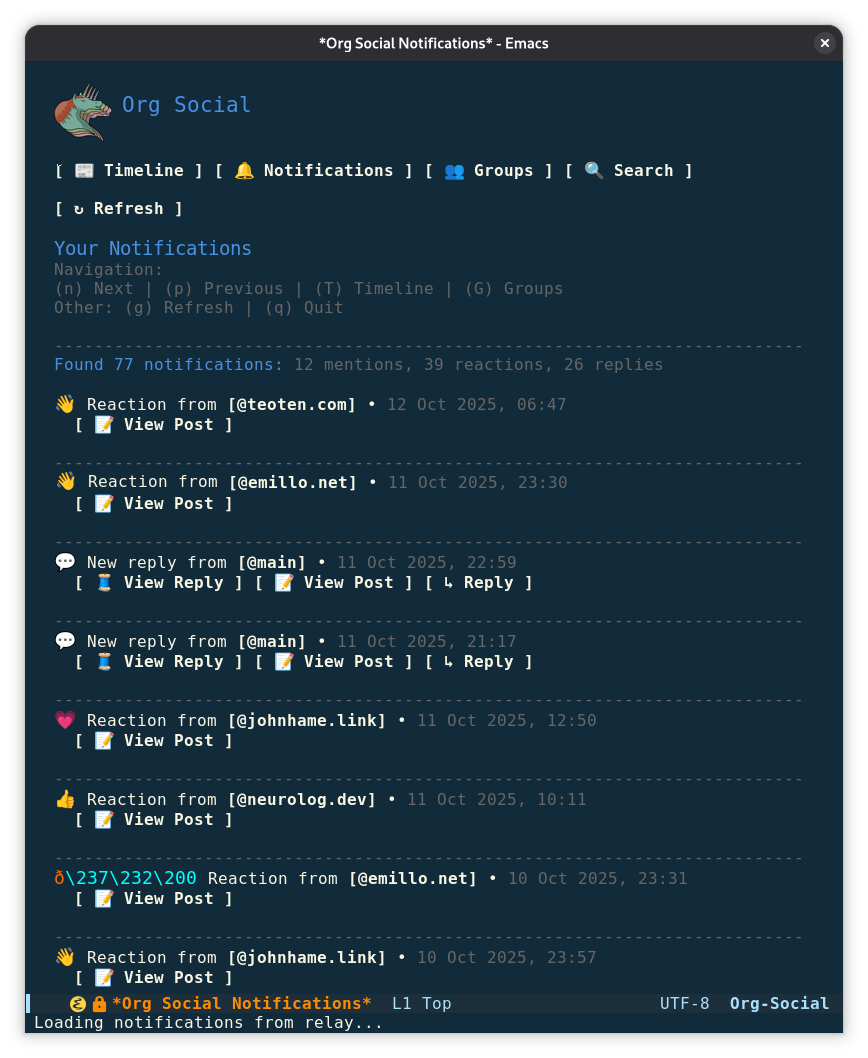 *Org Social Notifications* - Emacs
Org Social
[ 📰 Timeline ] [ 🔔 Notifications ] [ 👥 Groups ] [ 🔍 Search ]
[ ↻ Refresh ]
Your Notifications
Navigation:
(n) Next | (p) Previous | (T) Timeline | (G) Groups
Other: (g) Refresh | (q) Quit
---------------------------------------------------------------------------
Found 77 notifications: 12 mentions, 39 reactions, 26 replies
👋 Reaction from [@teoten.com] • 12 Oct 2025, 06:47
[ 📝 View Post ]
---------------------------------------------------------------------------
👋 Reaction from [@emillo.net] • 11 Oct 2025, 23:30
[ 📝 View Post ]
---------------------------------------------------------------------------
💬 New reply from [@main] • 11 Oct 2025, 22:59
[ 🧵 View Reply ] [ 📝 View Post ] [ ↳ Reply ]
---------------------------------------------------------------------------
💬 New reply from [@main] • 11 Oct 2025, 21:17
[ 🧵 View Reply ] [ 📝 View Post ] [ ↳ Reply ]
---------------------------------------------------------------------------
💗 Reaction from [@johnhame.link] • 11 Oct 2025, 12:50
[ 📝 View Post ]
---------------------------------------------------------------------------
👍 Reaction from [@neurolog.dev] • 11 Oct 2025, 10:11
[ 📝 View Post ]
---------------------------------------------------------------------------
ð\237\232\200 Reaction from [@emillo.net] • 10 Oct 2025, 23:31
[ 📝 View Post ]
---------------------------------------------------------------------------
👋 Reaction from [@johnhame.link] • 10 Oct 2025, 23:57
[ 📝 View Post ]
*Org Social Notifications* L1 Top UTF-8 Org-Social
Loading notifications from relay...